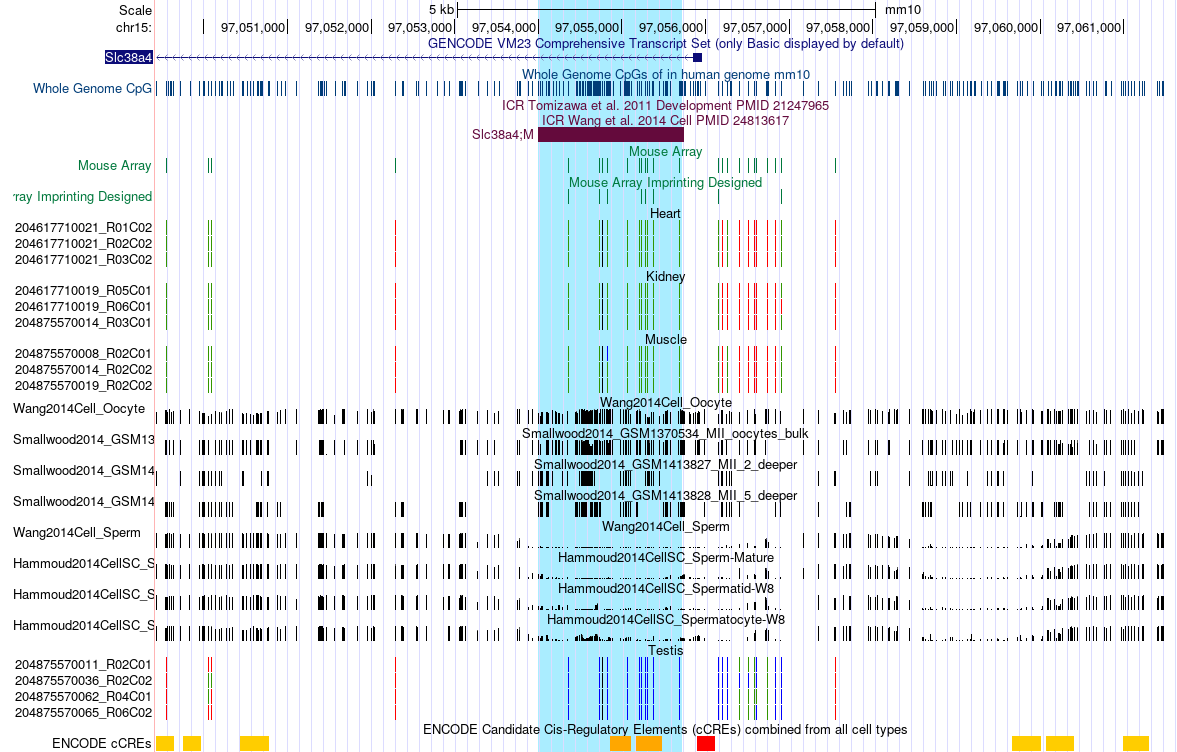 Scale 5 kb mm10
chr15: 97,051,000 97,052,000 97,053,000 97,054,000 97,055,000 97,056,000 97,057,000 97,058,000 97,059,000 97,060,000 97,061,000
GENCODE VM23 Comprehensive Transcript Set (only Basic displayed by default)
Slc38a4
Whole Genome CpGs of in human genome mm10
Whole Genome CpG
ICR Tomizawa et al. 2011 Development PMID 21247965
ICR Wang et al. 2014 Cell PMID 24813617
Slc38a4;M
Mouse Array
Mouse Array
Mouse Array Imprinting Designed
rray Imprinting Designed
Heart
204617710021_R01C02
204617710021_R02C02
204617710021_R03C02
Kidney
204617710019_R05C01
204617710019_R06C01
204875570014_R03C01
Muscle
204875570008_R02C01
204875570014_R02C02
204875570019_R02C02
Wang2014Cell_Oocyte
Wang2014Cell_Oocyte
Smallwood2014_GSM1370534_MII_oocytes_bulk
Smallwood2014_GSM13
Smallwood2014_GSM1413827_MII_2_deeper
Smallwood2014_GSM14
Smallwood2014_GSM1413828_MII_5_deeper
Smallwood2014_GSM14
Wang2014Cell_Sperm
Wang2014Cell_Sperm
Hammoud2014CellSC_Sperm-Mature
Hammoud2014CellSC_S
Hammoud2014CellSC_Spermatid-W8
Hammoud2014CellSC_S
Hammoud2014CellSC_Spermatocyte-W8
Hammoud2014CellSC_S
Testis
204875570011_R02C01
204875570036_R02C02
204875570062_R04C01
204875570065_R06C02
ENCODE Candidate Cis-Regulatory Elements (cCREs) combined from all cell types
ENCODE cCREs